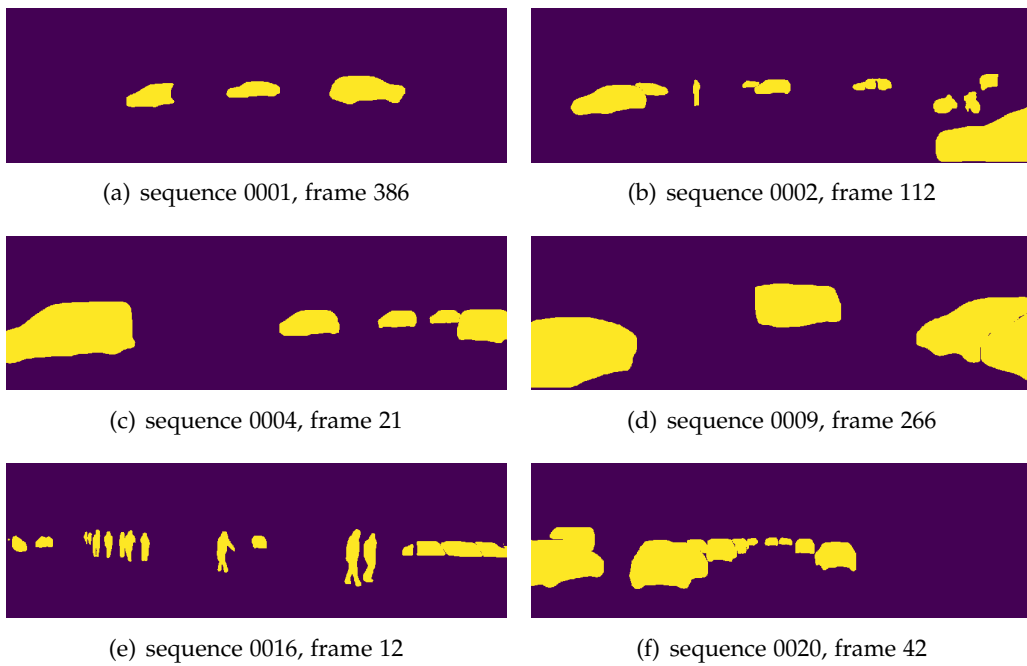 (a) sequence 0001, frame 386
(b) sequence 0002, frame 112
(c) sequence 0004, frame 21
(d) sequence 0009, frame 266
(e) sequence 0016, frame 12
(f) sequence 0020, frame 42